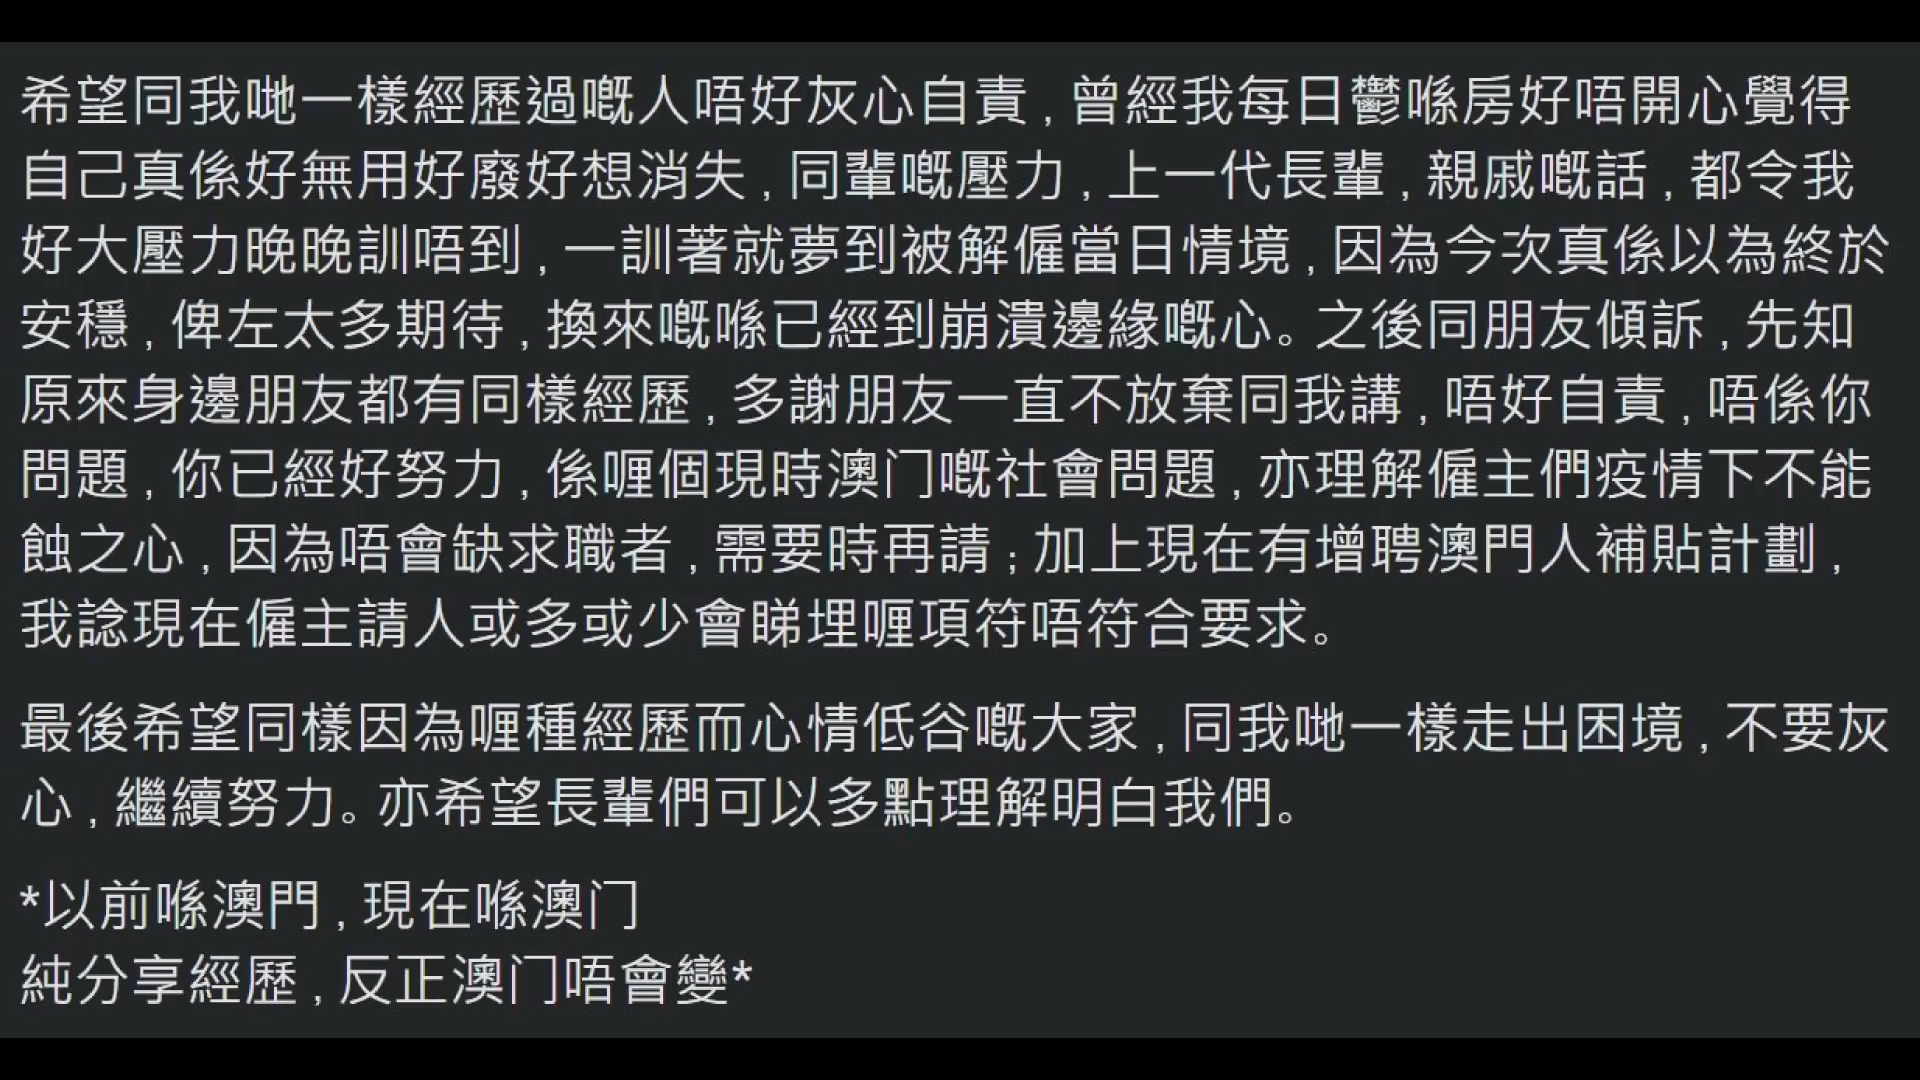 希望同我哋一樣經歷過嘅人唔好灰心自責，曾經我每日鬱喺房好唔開心覺得
自己真係好無用好廢好想消失，同輩嘅壓力，上一代長輩，親戚嘅話，都令我
好大壓力晚晚訓唔到，一訓著就夢到被解僱當日情境，因為今次真係以為終於
安穩，俾左太多期待，換來嘅喺已經到崩潰邊緣嘅心。之後同朋友傾訴，先知
原來身邊朋友都有同樣經歷，多謝朋友一直不放棄同我講，唔好自責，唔係你
問題，你已經好努力，係喱個現時澳门嘅社會問題，亦理解僱主們疫情下不能
蝕之心，因為唔會缺求職者，需要時再請；加上現在有增聘澳門人補貼計劃，
我諗現在僱主請人或多或少會睇埋喱項符唔符合要求。
最後希望同樣因為喱種經歷而心情低谷嘅大家，同我哋一樣走出困境，不要灰
心，繼續努力。亦希望長輩們可以多點理解明白我們。
*以前喺澳門，現在喺澳门
純分享經歷，反正澳门唔會變*